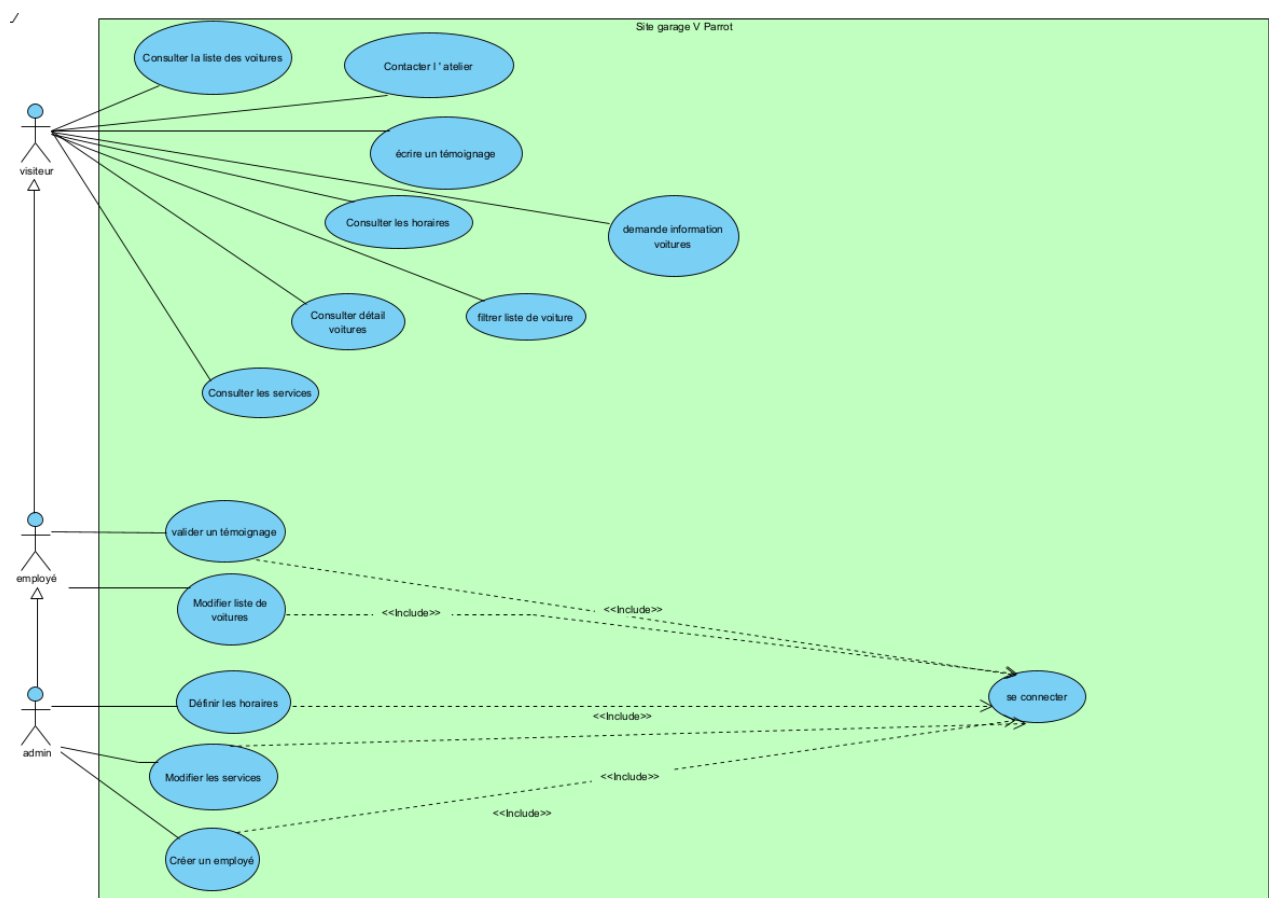 Site garage V Parrot
Consulter la liste des voitures
Contacter l ' atelier
visiteur
écrire un témoignage
Consulter les horaires
demande information
voitures
Consulter détail
voitures
filtrer liste de voiture
Consulter les services
employé
valider un témoignage
Modifier liste de
voitures
<<Include>>
<<Include>>
admin
Définir les horaires
se connecter
<<Include>>
Modifier les services
<<Include>>
<<Include>>
Créer un employé